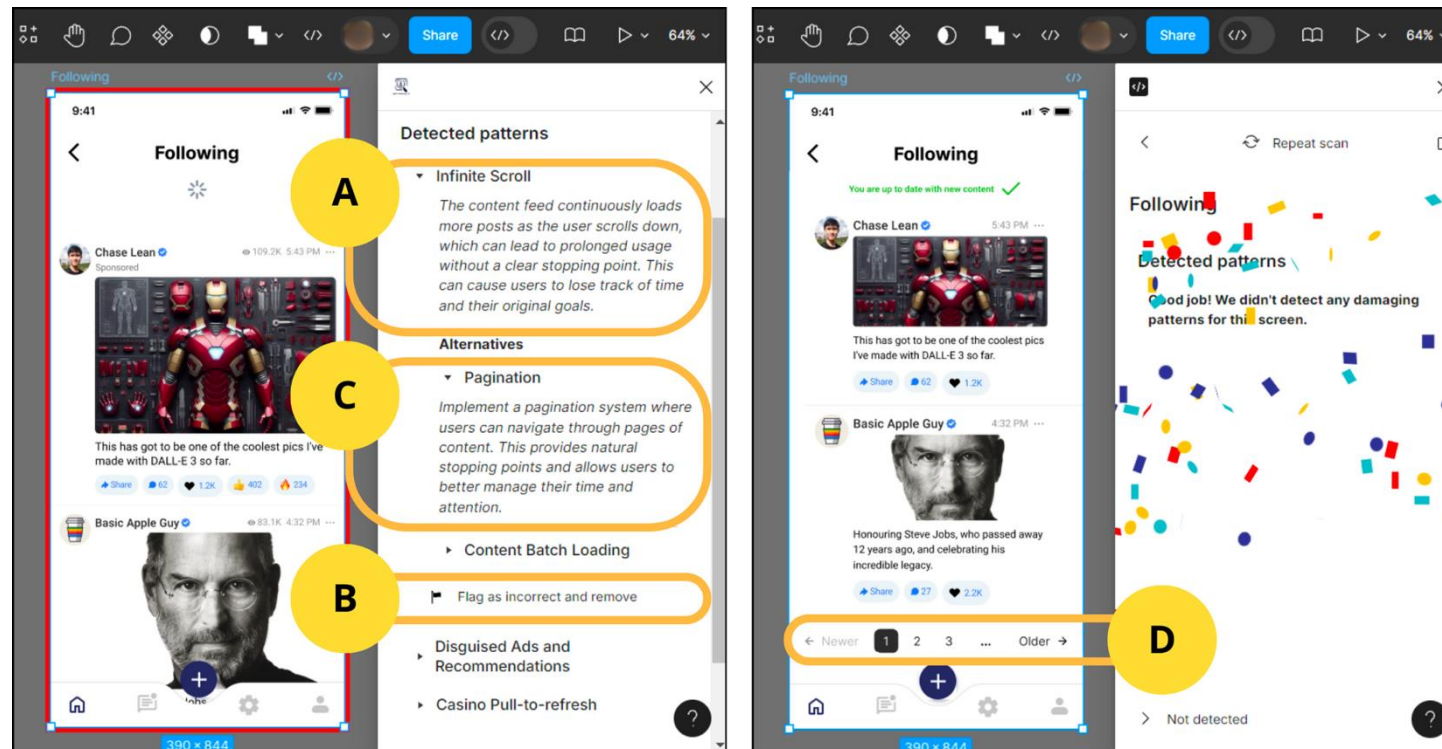 Share
</>
64%
Following
</>
9:41
Following
Chase Lean
109.2K 5:43 PM ...
Sponsored
This has got to be one of the coolest pics I've
made with DALL-E 3 so far.
Share
62
1.2K
402
234
Basic Apple Guy
83.1K 4:32 PM ...
Jobs
390 × 844
Detected patterns
Infinite Scroll
The content feed continuously loads
more posts as the user scrolls down,
which can lead to prolonged usage
without a clear stopping point. This
can cause users to lose track of time
and their original goals.
Alternatives
Pagination
Implement a pagination system where
users can navigate through pages of
content. This provides natural
stopping points and allows users to
better manage their time and
attention.
Content Batch Loading
Flag as incorrect and remove
Disguised Ads and
Recommendations
Casino Pull-to-refresh
?
A
C
B
Share
</>
64%
Following
</>
9:41
Following
You are up to date with new content
Chase Lean
5:43 PM ...
This has got to be one of the coolest pics
I've made with DALL-E 3 so far.
Share
62
1.2K
Basic Apple Guy
4:32 PM ...
Honouring Steve Jobs, who passed away
12 years ago, and celebrating his
incredible legacy.
Share
27
2.2K
← Newer 1 2 3 ... Older →
D
390 × 844
</>
Repeat scan
Following
Detected patterns
Good job! We didn't detect any damaging
patterns for this screen.
Not detected
?